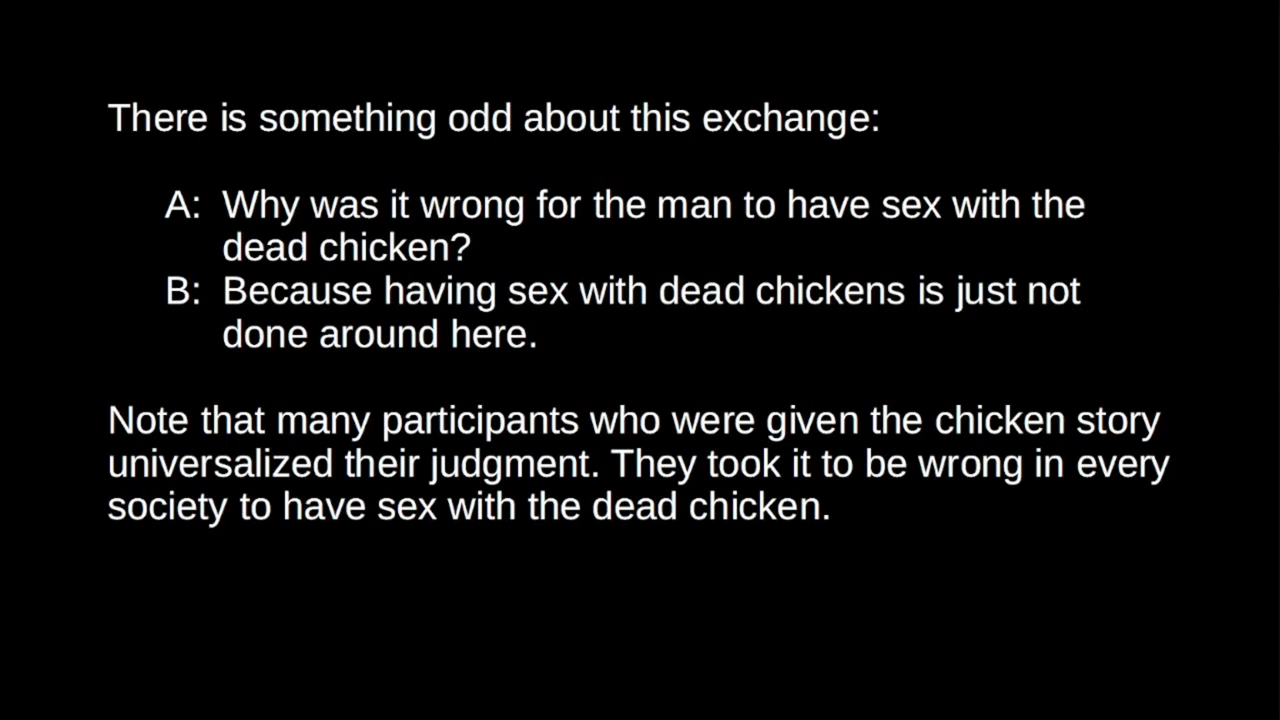 There is something odd about this exchange:
A: Why was it wrong for the man to have sex with the
dead chicken?
B: Because having sex with dead chickens is just not
done around here.
Note that many participants who were given the chicken story
universalized their judgment. They took it to be wrong in every
society to have sex with the dead chicken.